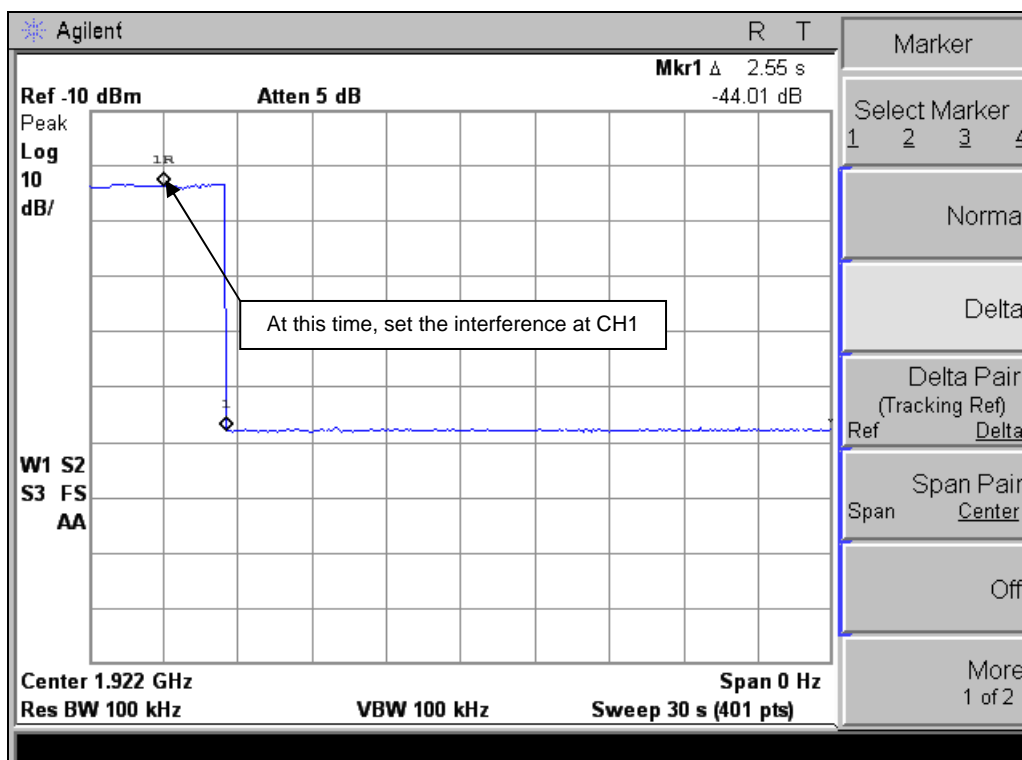 Agilent R T
Mkr1 Δ 2.55 s
Ref -10 dBm Atten 5 dB -44.01 dB
Peak
Log
10
dB/
1R
At this time, set the interference at CH1
1
W1 S2
S3 FS
AA
Center 1.922 GHz Span 0 Hz
Res BW 100 kHz VBW 100 kHz Sweep 30 s (401 pts)
Marker
Select Marker
1 2 3 4
Norma
Delta
Delta Pair
(Tracking Ref)
Ref Delta
Span Pair
Span Center
Off
More
1 of 2